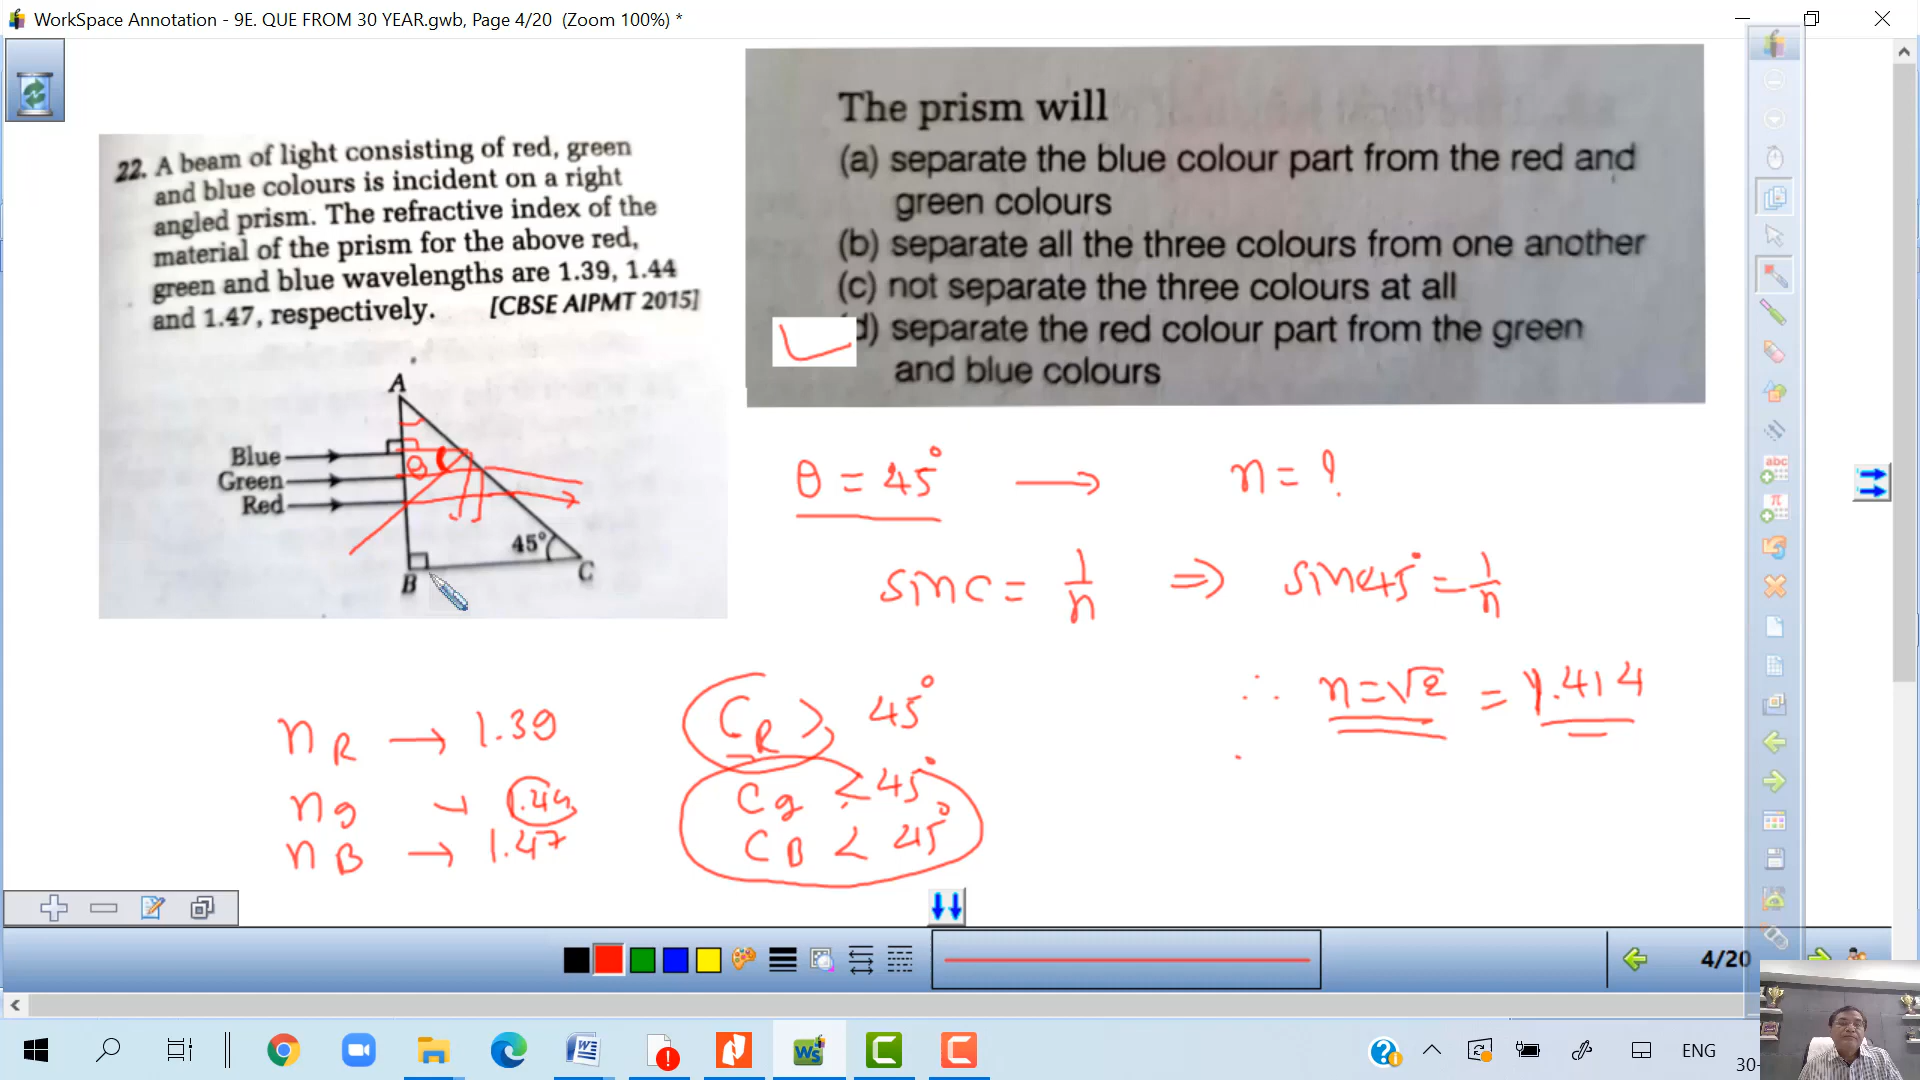 WorkSpace Annotation - 9E. QUE FROM 30 YEAR.gwb, Page 4/20 (Zoom 100%) *
22. A beam of light consisting of red, green
and blue colours is incident on a right
angled prism. The refractive index of the
material of the prism for the above red,
green and blue wavelengths are 1.39, 1.44
and 1.47, respectively. [CBSE AIPMT 2015]
A
Blue
Green
Red
θ
45°
B
C
The prism will
(a) separate the blue colour part from the red and
green colours
(b) separate all the three colours from one another
(c) not separate the three colours at all
d) separate the red colour part from the green
and blue colours
θ = 45° → n = ?
sin c = 1/n ⇒ sin 45° = 1/n
∴ n = √2 = 1.414
nR → 1.39 CR > 45°
ng → 1.44 Cg < 45°
nB → 1.47 CB < 45°
abc
π
4/20
W
WS
C
C
ENG
30-